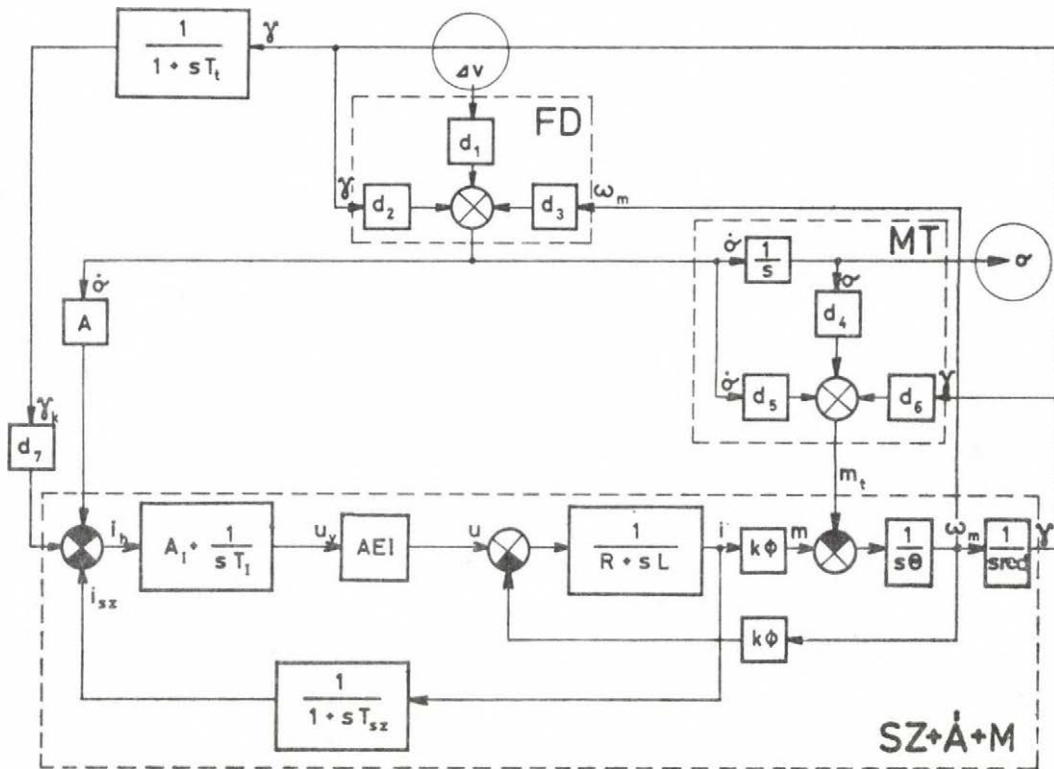 1
1 + sT_t
γ
Δv
FD
d_1
γ
d_2
d_3
ω_m
σ̇
A
σ̇
1
s
MT
σ
σ
d_4
σ̇
d_5
d_6
γ
γ_k
d_7
m_t
i_h
A_I + 1
sT_I
u_v
AEI
u
1
R + sL
i
kΦ
m
1
sΘ
ω_m
1
γ
i_sz
kΦ
1
1 + sT_sz
SZ+Á+M